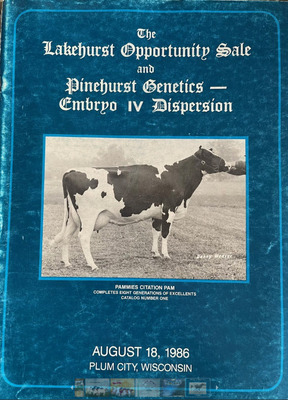 The
Lakehurst Opportunity Sale
and
Pinehurst Genetics —
Embryo IV Dispersion
PAMMIES CITATION PAM
COMPLETES EIGHT GENERATIONS OF EXCELLENTS
CATALOG NUMBER ONE
AUGUST 18, 1986
PLUM CITY, WISCONSIN